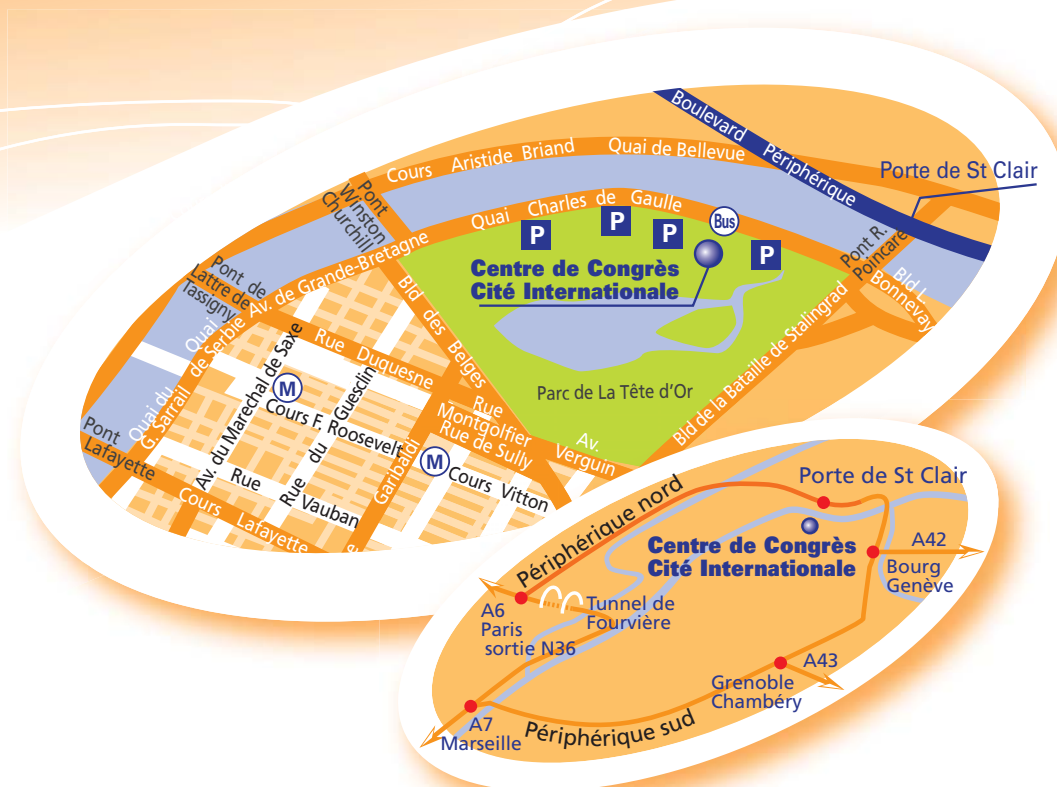 Boulevard Périphérique
Cours Aristide Briand
Quai de Bellevue
Porte de St Clair
Pont
Winston
Churchill
Quai Charles de Gaulle
Bus
P
P
P
P
Pont R.
Poincaré
Centre de Congrès
Cité Internationale
Bld L.
Bonnevay
Pont de
Lattre de
Tassigny
Av. de Grande-Bretagne
Bld des Belges
Quai
de Serbie
Rue Duquesne
Bld de la Bataille de Stalingrad
Parc de La Tête d'Or
Av. du Marechal de Saxe
M
Rue du Guesclin
Cours F. Roosevelt
Quai du
G. Sarrail
Rue
Montgolfier
Rue de Sully
Av.
Verguin
Pont
Lafayette
Cours Lafayette
Rue Vauban
Garibaldi
M
Cours Vitton
Porte de St Clair
Périphérique nord
Centre de Congrès
Cité Internationale
A42
Bourg
Genève
A6
Paris
sortie N36
Tunnel de
Fourvière
A43
Grenoble
Chambéry
A7
Marseille
Périphérique sud